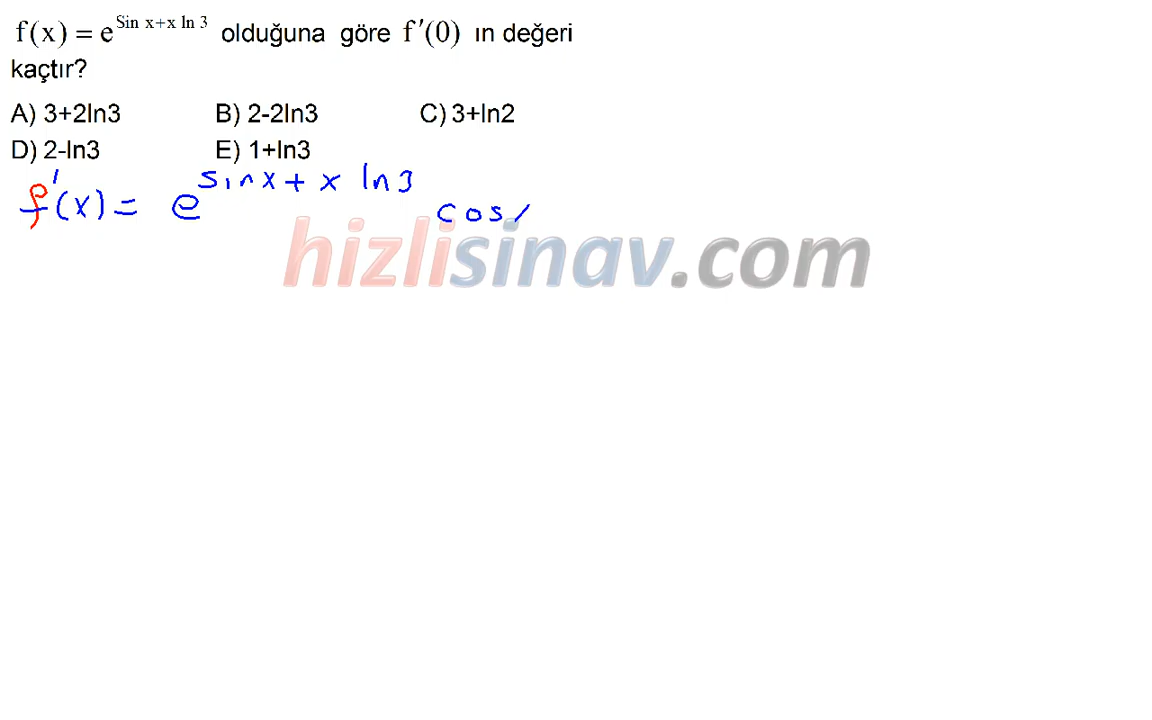 f(x) = e^(Sin x+x ln 3) olduğuna göre f′(0) ın değeri
kaçtır?
A) 3+2ln3 B) 2-2ln3 C) 3+ln2
D) 2-ln3 E) 1+ln3
f'(x) = e^(sinx + x ln3) cos
hizlisinav.com